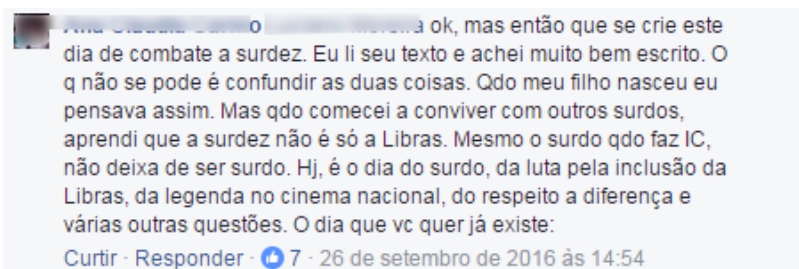 ok, mas então que se crie este
dia de combate a surdez. Eu li seu texto e achei muito bem escrito. O
q não se pode é confundir as duas coisas. Qdo meu filho nasceu eu
pensava assim. Mas qdo comecei a conviver com outros surdos,
aprendi que a surdez não é só a Libras. Mesmo o surdo qdo faz IC,
não deixa de ser surdo. Hj, é o dia do surdo, da luta pela inclusão da
Libras, da legenda no cinema nacional, do respeito a diferença e
várias outras questões. O dia que vc quer já existe:
Curtir · Responder · 7 · 26 de setembro de 2016 às 14:54